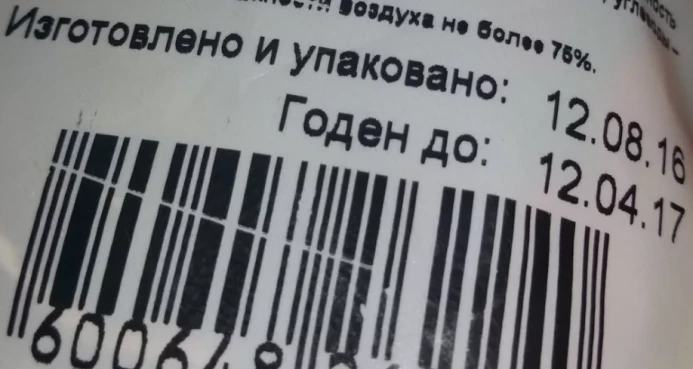 воздуха не более 75%.
Изготовлено и упаковано: 12.08.16
Годен до: 12.04.17